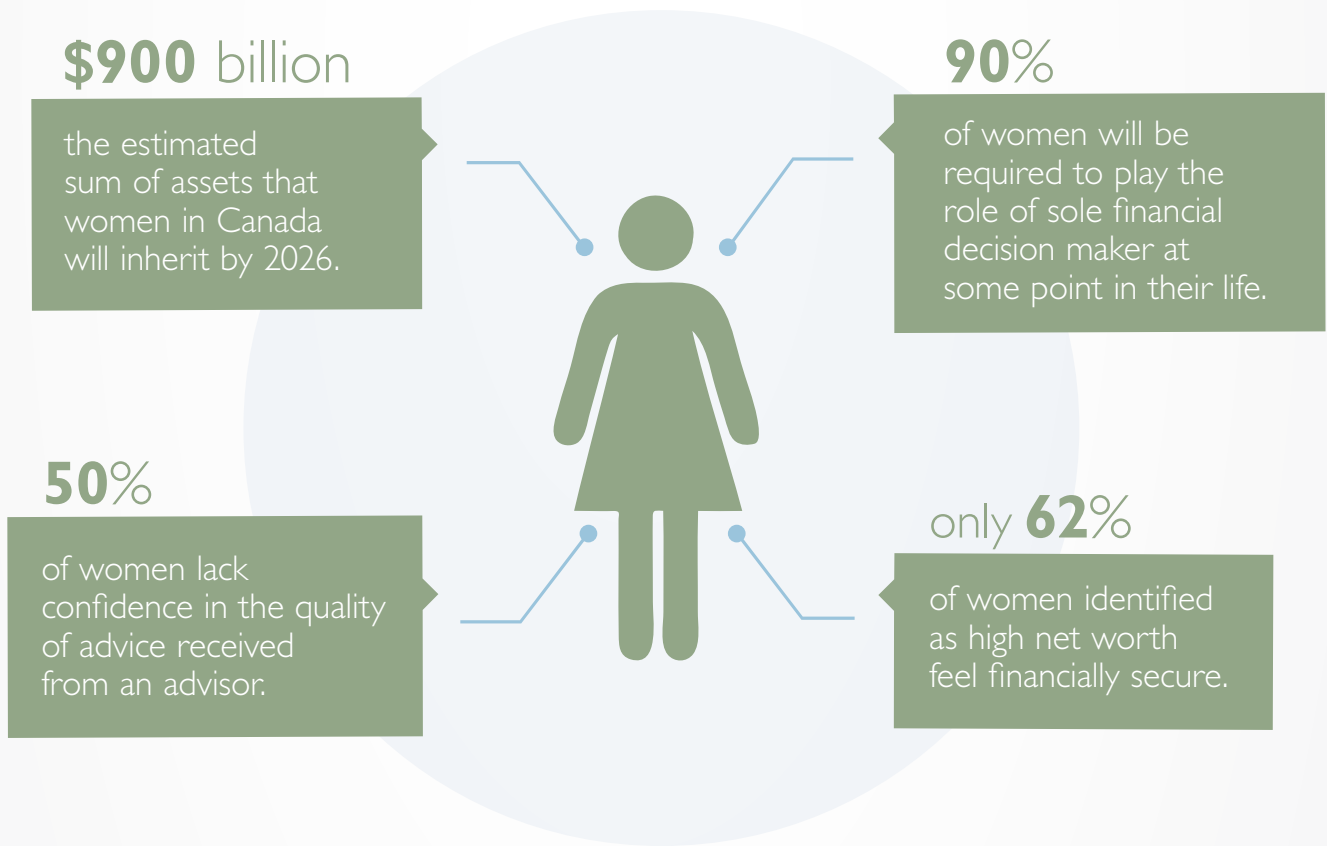 $900 billion
the estimated
sum of assets that
women in Canada
will inherit by 2026.
90%
of women will be
required to play the
role of sole financial
decision maker at
some point in their life.
50%
of women lack
confidence in the quality
of advice received
from an advisor.
only 62%
of women identified
as high net worth
feel financially secure.